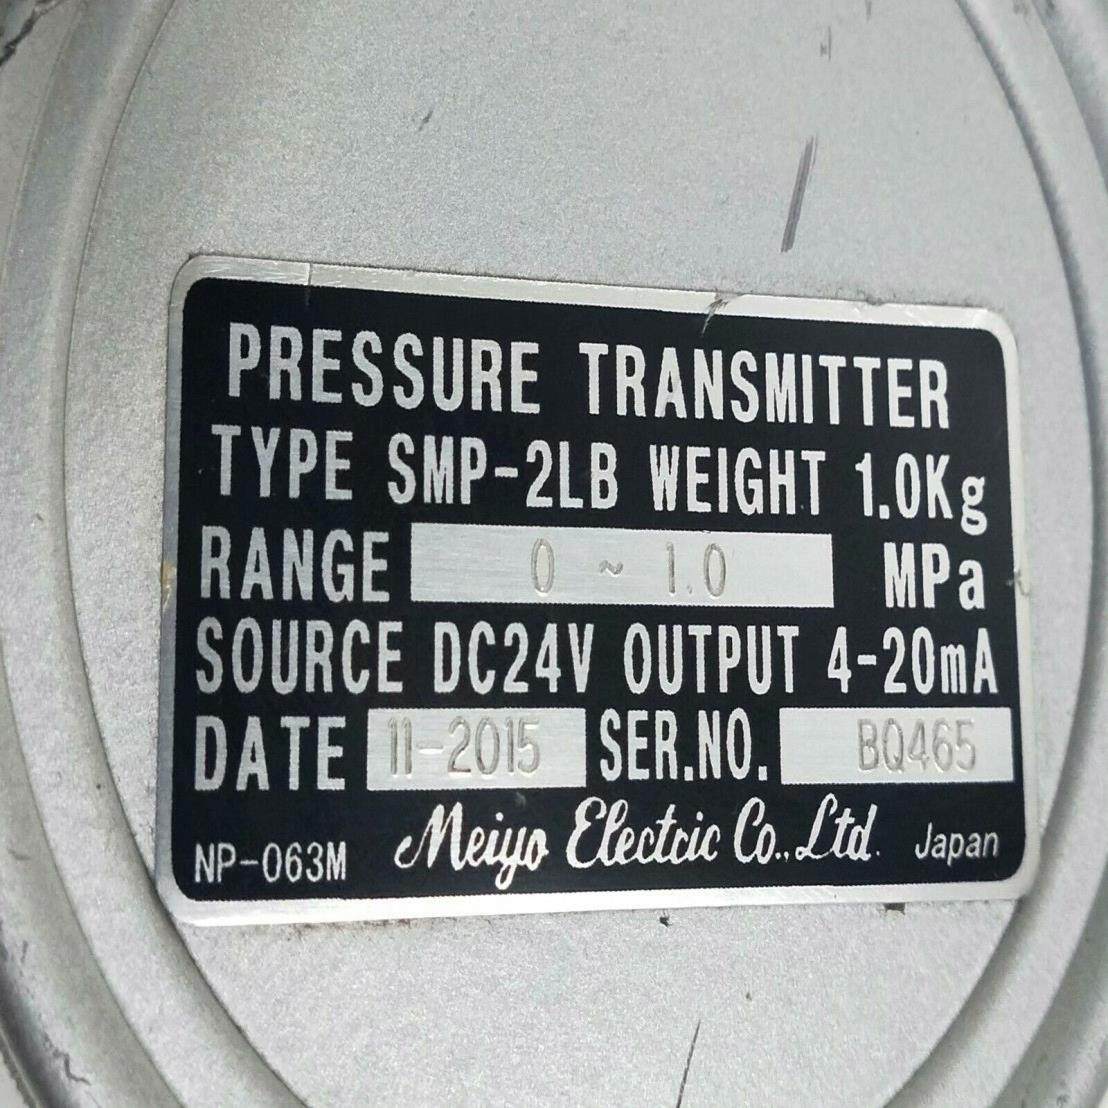 PRESSURE TRANSMITTER
TYPE SMP-2LB WEIGHT 1.0Kg
RANGE 0 ~ 1.0 MPa
SOURCE DC24V OUTPUT 4-20mA
DATE 11-2015 SER.NO. BQ465
NP-063M Meiyo Electric Co.,Ltd. Japan